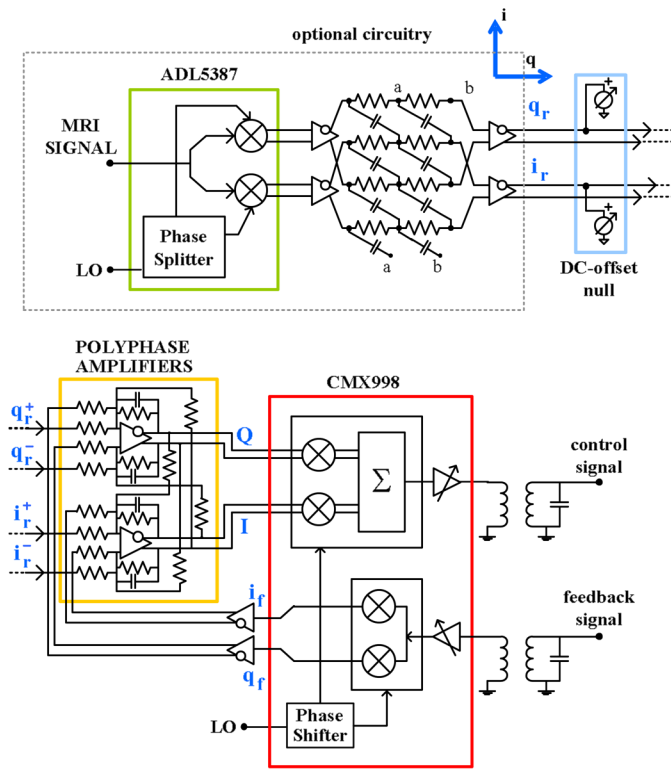 optional circuitry
i
q
ADL5387
a
b
q_r
MRI
SIGNAL
+
i_r
Phase
Splitter
LO
a
b
+
DC-offset
null
POLYPHASE
AMPLIFIERS
CMX998
q_r^+
Q
q_r^-
Σ
control
signal
i_r^+
I
i_r^-
i_f
feedback
signal
q_f
LO
Phase
Shifter